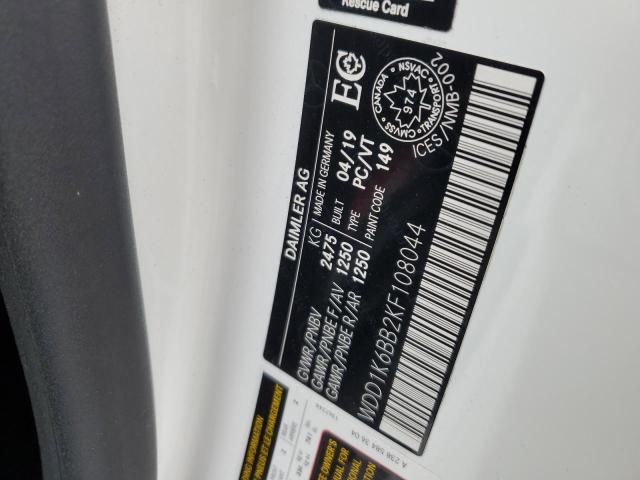 Rescue Card
DAIMLER AG
KG MADE IN GERMANY
GVWR/PNBV 2475 BUILT 04/19
GAWR/PNBE F/AV 1250 TYPE PC/VT
GAWR/PNBE R/AR 1250 PAINT CODE 149
WDD1K6BB2KF108044
EC
CANADA NSVAC TRANSPORT CMVSS
974
ICES/NMB-002
A 238 584 36 04